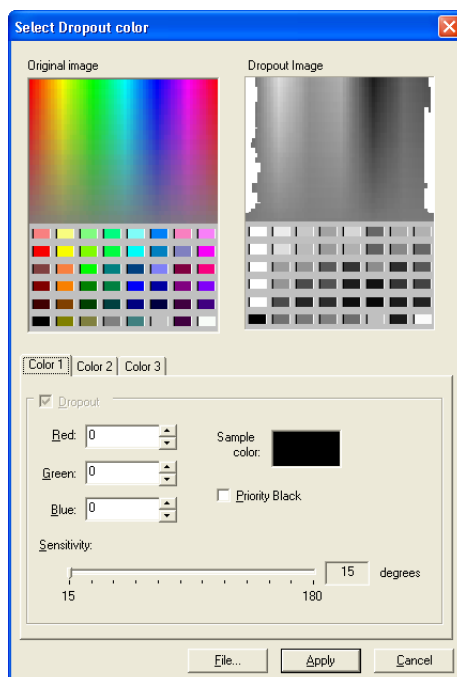 Select Dropout color
Original image
Dropout Image
Color 1
Color 2
Color 3
Dropout
Red: 0
Green: 0
Blue: 0
Sample color:
Priority Black
Sensitivity:
15 degrees
15
180
File...
Apply
Cancel